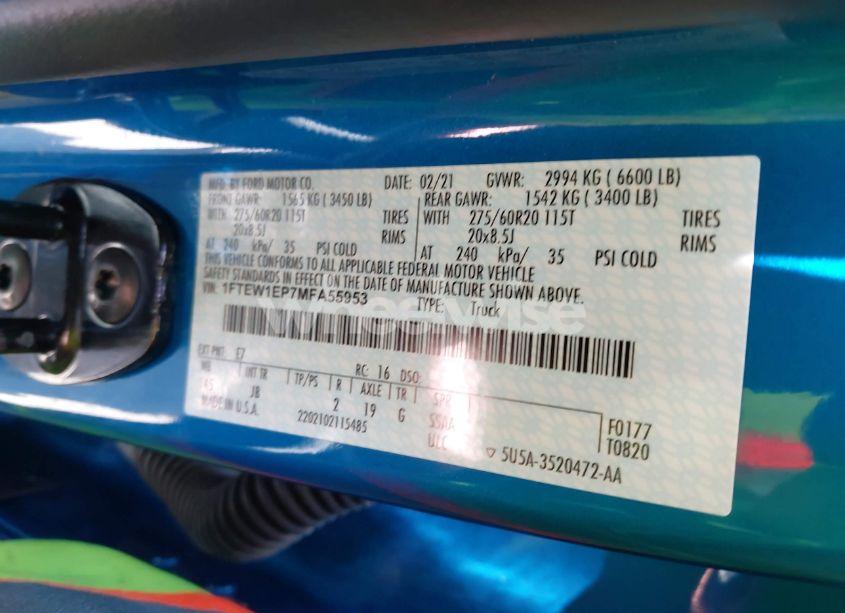 MFD. BY FORD MOTOR CO. DATE: 02/21 GVWR: 2994 KG ( 6600 LB)
FRONT GAWR: 1565 KG ( 3450 LB) REAR GAWR: 1542 KG ( 3400 LB)
WITH 275/60R20 115T TIRES WITH 275/60R20 115T TIRES
20x8.5J RIMS 20x8.5J RIMS
AT 240 kPa/ 35 PSI COLD AT 240 kPa/ 35 PSI COLD
THIS VEHICLE CONFORMS TO ALL APPLICABLE FEDERAL MOTOR VEHICLE
SAFETY STANDARDS IN EFFECT ON THE DATE OF MANUFACTURE SHOWN ABOVE.
VIN: 1FTEW1EP7MFA55953 TYPE: Truck
EXT PNT: E7 RC: 16 DSO:
WB INT TR TP/PS R AXLE TR SPR
145 JB 2 19 G SSAA
MADE IN U.S.A. 2202102115485 ULC
F0177
T0820
▽ 5U5A-3520472-AA